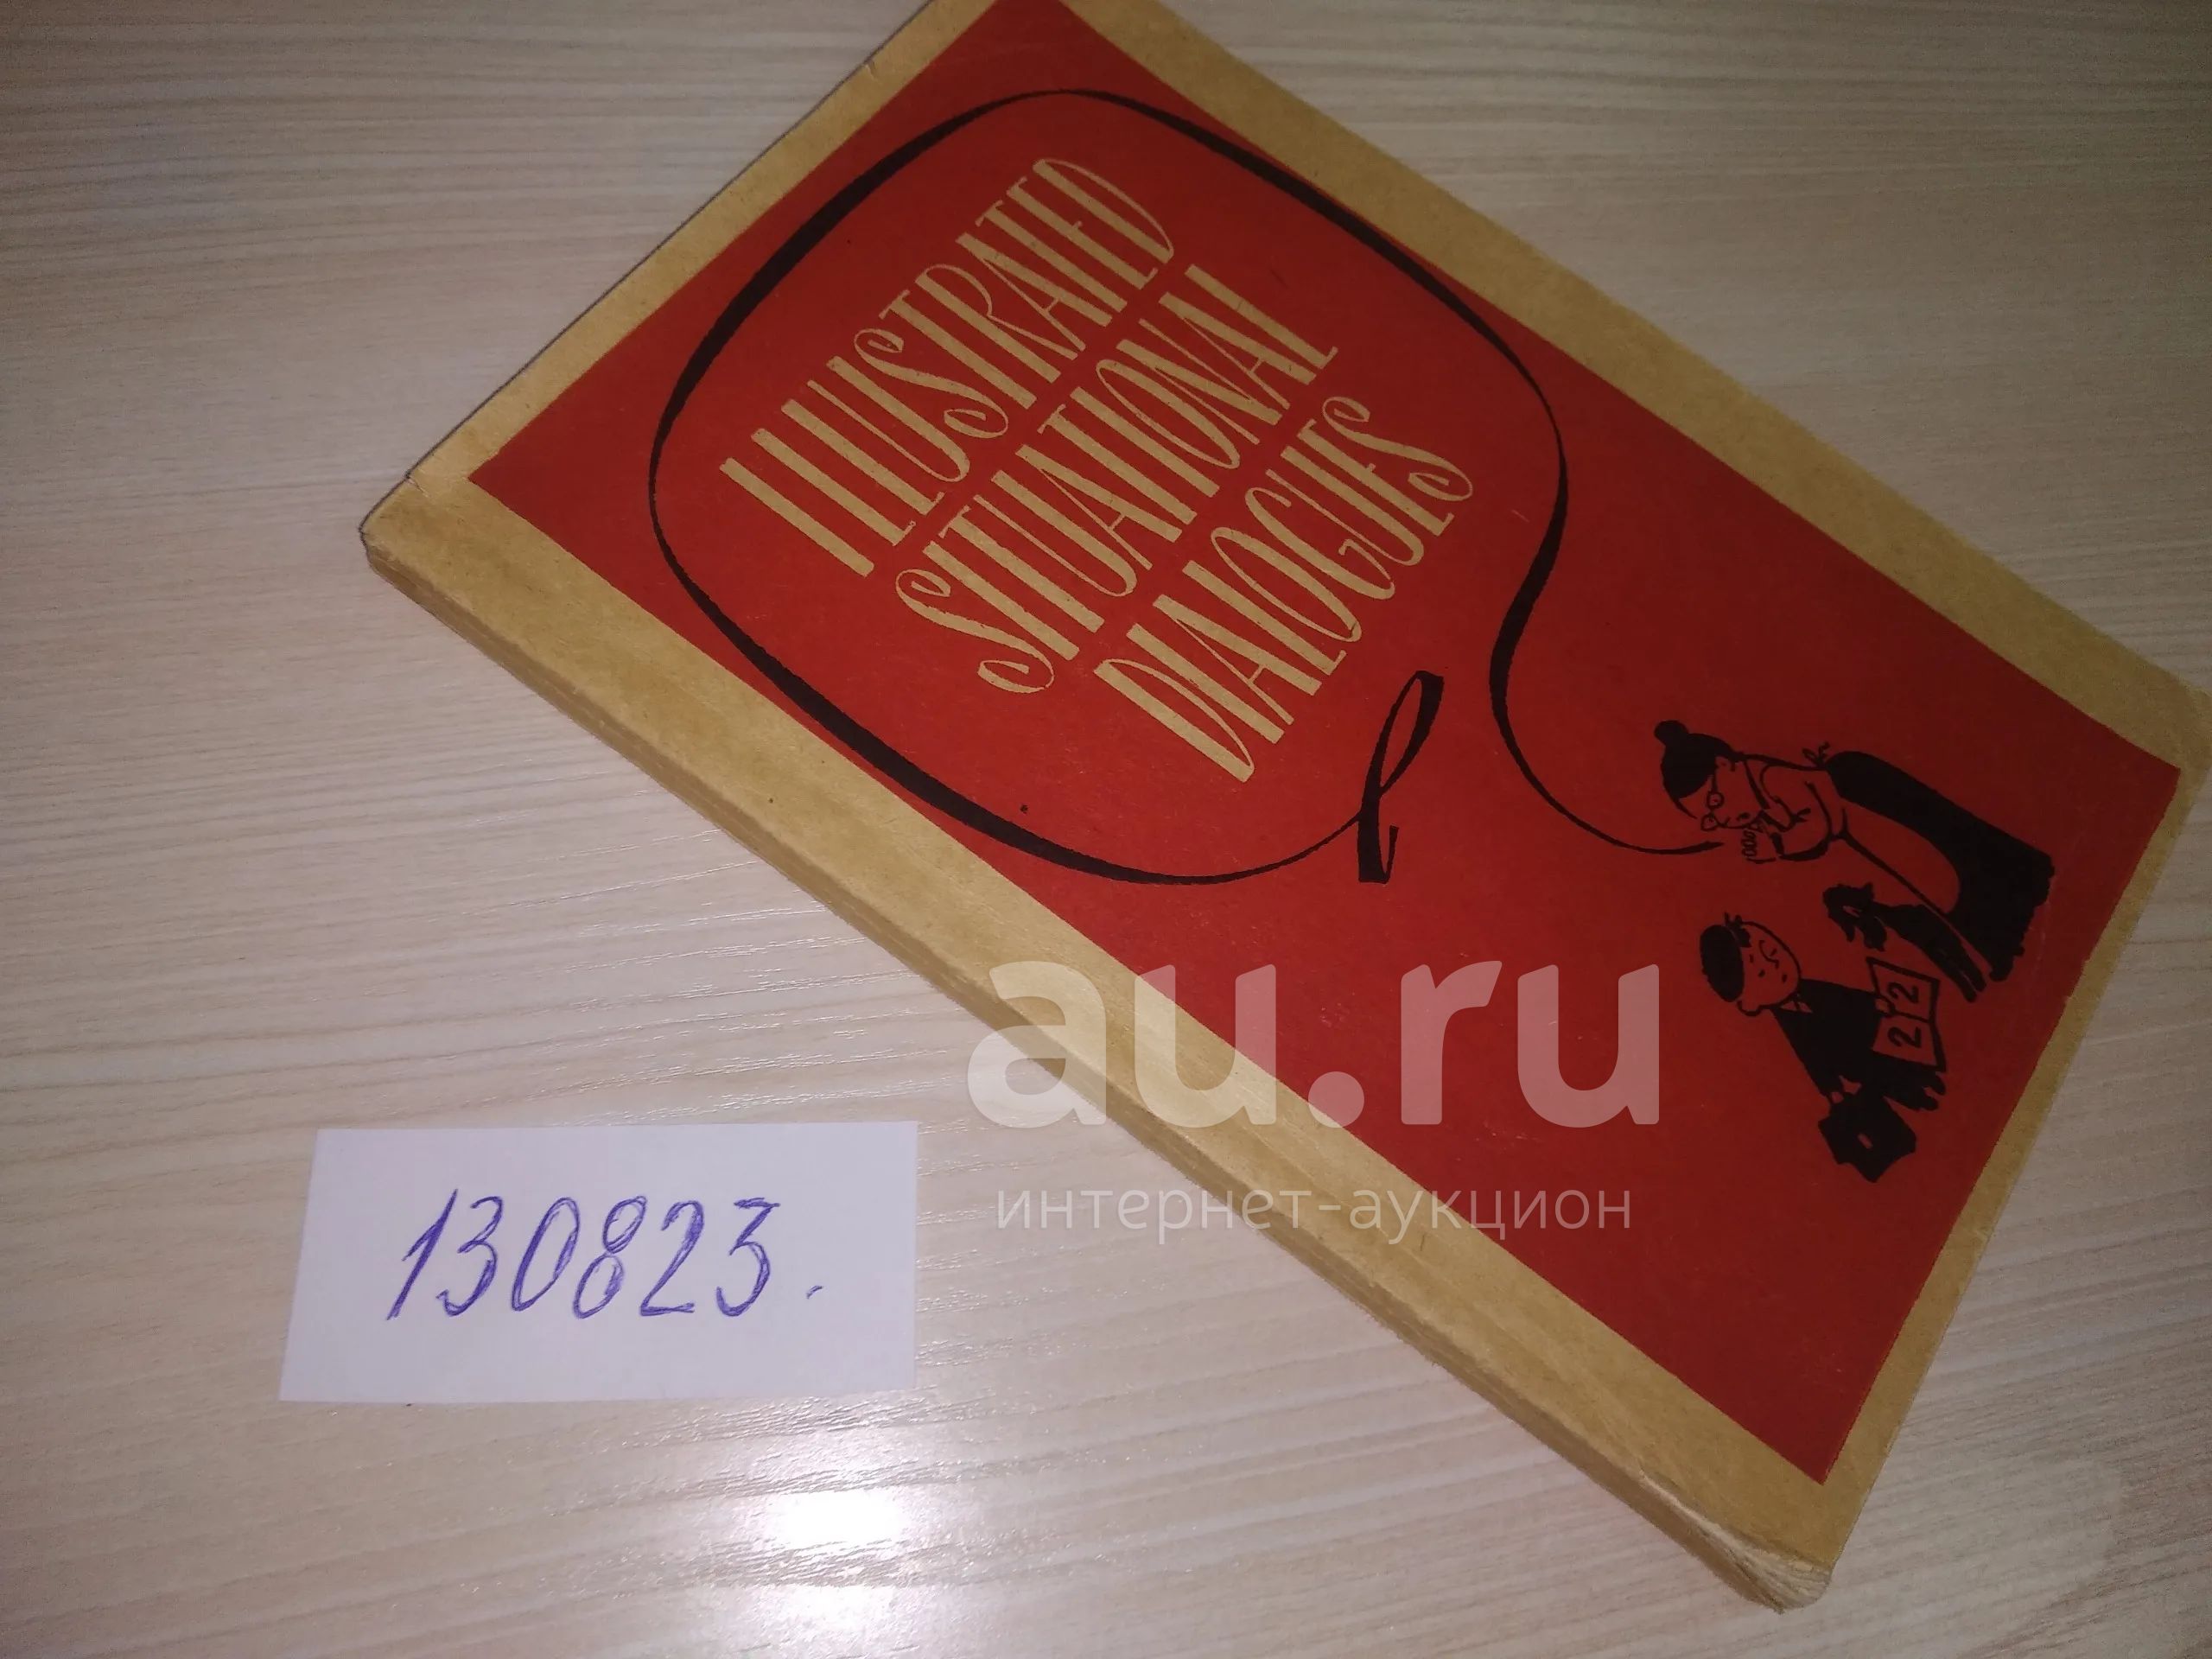 ILLUSTRATED
SITUATIONAL
DIALOGUES
2 2
au.ru
интернет-аукцион
130823.